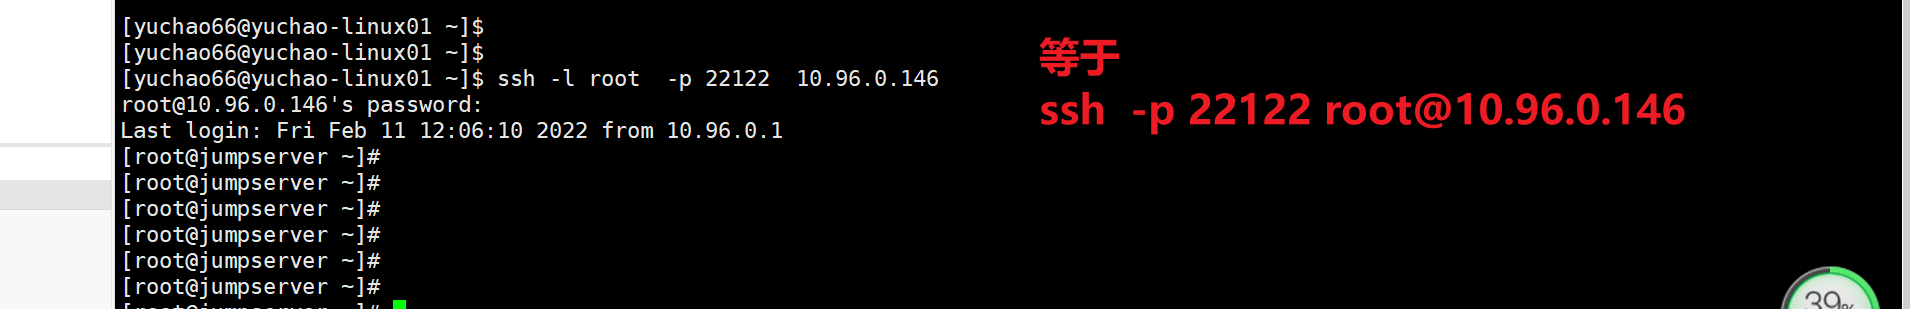 [yuchao66@yuchao-linux01 ~]$
[yuchao66@yuchao-linux01 ~]$
[yuchao66@yuchao-linux01 ~]$ ssh -l root  -p 22122  10.96.0.146
root@10.96.0.146's password:
Last login: Fri Feb 11 12:06:10 2022 from 10.96.0.1
[root@jumpserver ~]#
[root@jumpserver ~]#
[root@jumpserver ~]#
[root@jumpserver ~]#
[root@jumpserver ~]#
[root@jumpserver ~]#
[root@jumpserver ~]#
等于
ssh  -p 22122 root@10.96.0.146
39%